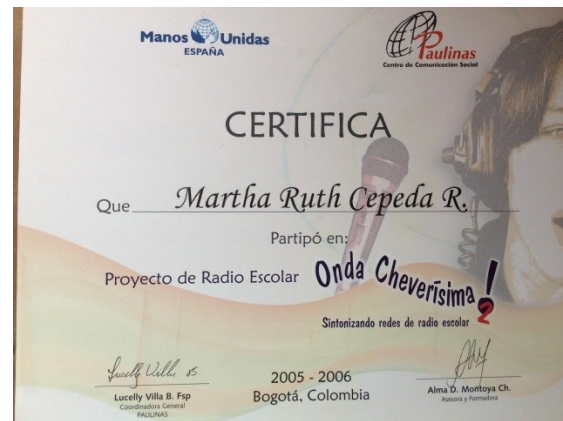 Manos Unidas
ESPAÑA
Paulinas
Centro de Comunicación Social
CERTIFICA
Que Martha Ruth Cepeda R.
Partipó en:
Proyecto de Radio Escolar Onda Cheverísima! 2
Sintonizando redes de radio escolar
2005 - 2006
Bogotá, Colombia
Lucelly Villa B. Fsp
Coordinadora General
PAULINAS
Alma D. Montoya Ch.
Asesora y Formadora